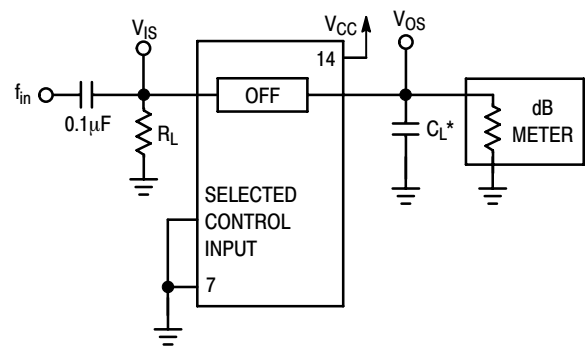 V_IS
V_CC
V_OS
14
f_in
0.1μF
R_L
OFF
C_L*
dB
METER
SELECTED
CONTROL
INPUT
7